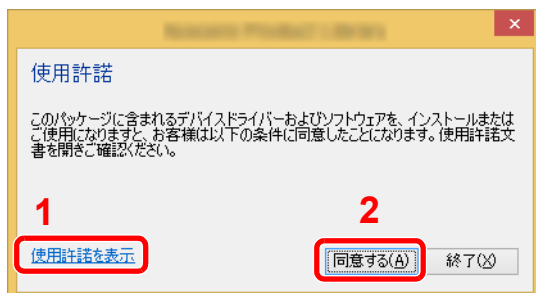 ×
使用許諾
このパッケージに含まれるデバイスドライバーおよびソフトウェアを、インストールまたは
ご使用になりますと、お客様は以下の条件に同意したことになります。使用許諾文
書を開きご確認ください。
1
2
使用許諾を表示
同意する(A)
終了(X)